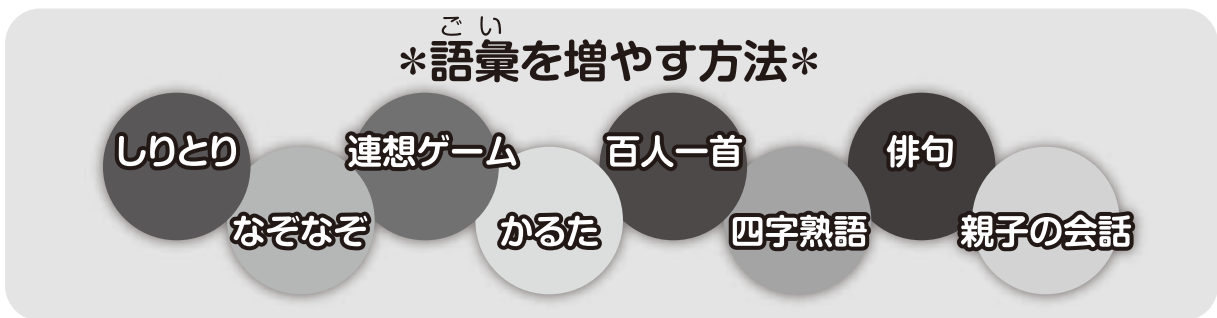 ごい
＊語彙を増やす方法＊
しりとり
なぞなぞ
連想ゲーム
かるた
百人一首
四字熟語
俳句
親子の会話